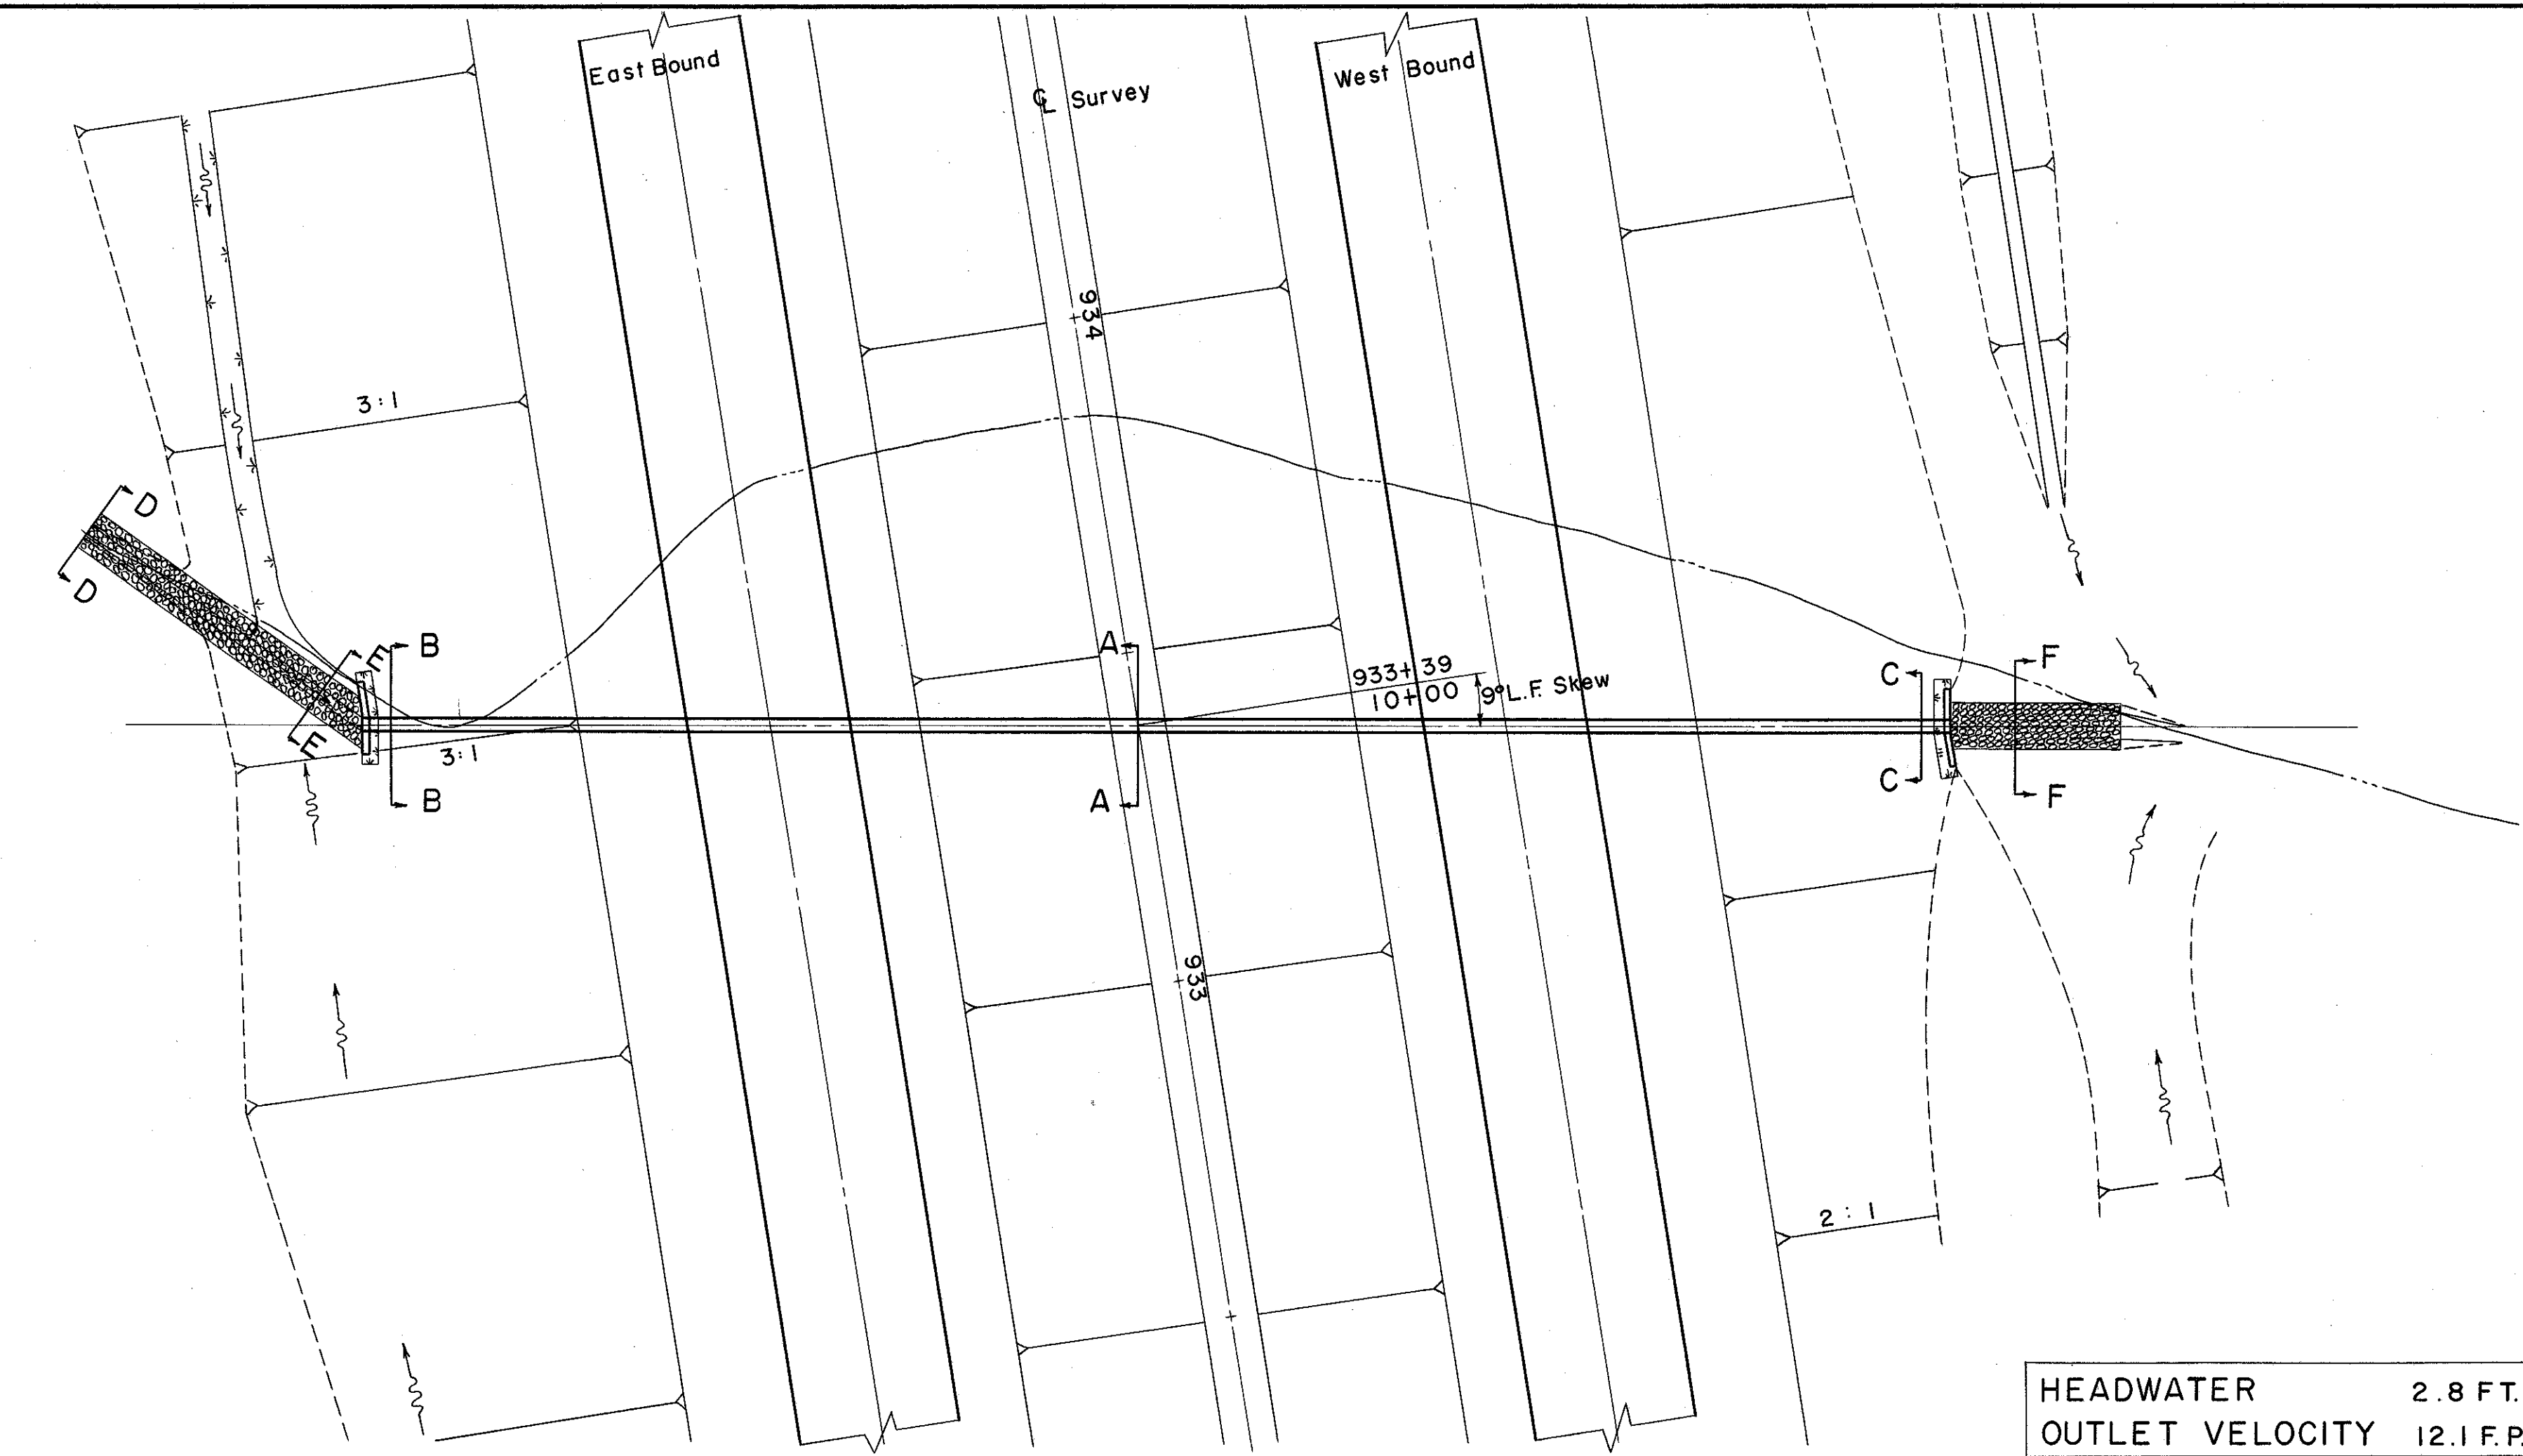 East Bound
West Bound
℄ Survey
934
3:1
D
D
E
E
B
B
3:1
A
A
933+39
10+00
9° L.F. Skew
C
C
F
F
933
2:1
HEADWATER 2.8 FT.
OUTLET VELOCITY 12.1 F.P